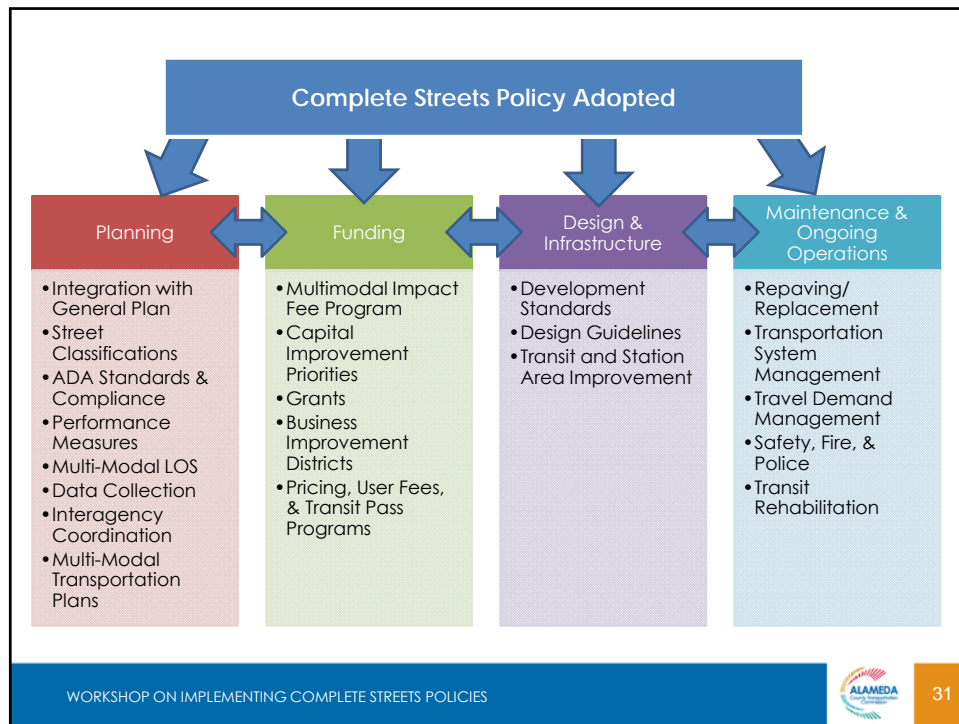 Complete Streets Policy Adopted
Planning
•Integration with
General Plan
•Street
Classifications
•ADA Standards &
Compliance
•Performance
Measures
•Multi-Modal LOS
•Data Collection
•Interagency
Coordination
•Multi-Modal
Transportation
Plans
Funding
•Multimodal Impact
Fee Program
•Capital
Improvement
Priorities
•Grants
•Business
Improvement
Districts
•Pricing, User Fees,
& Transit Pass
Programs
Design &
Infrastructure
•Development
Standards
•Design Guidelines
•Transit and Station
Area Improvement
Maintenance &
Ongoing
Operations
•Repaving/
Replacement
•Transportation
System
Management
•Travel Demand
Management
•Safety, Fire, &
Police
•Transit
Rehabilitation
WORKSHOP ON IMPLEMENTING COMPLETE STREETS POLICIES
ALAMEDA
County Transportation
Commission
31